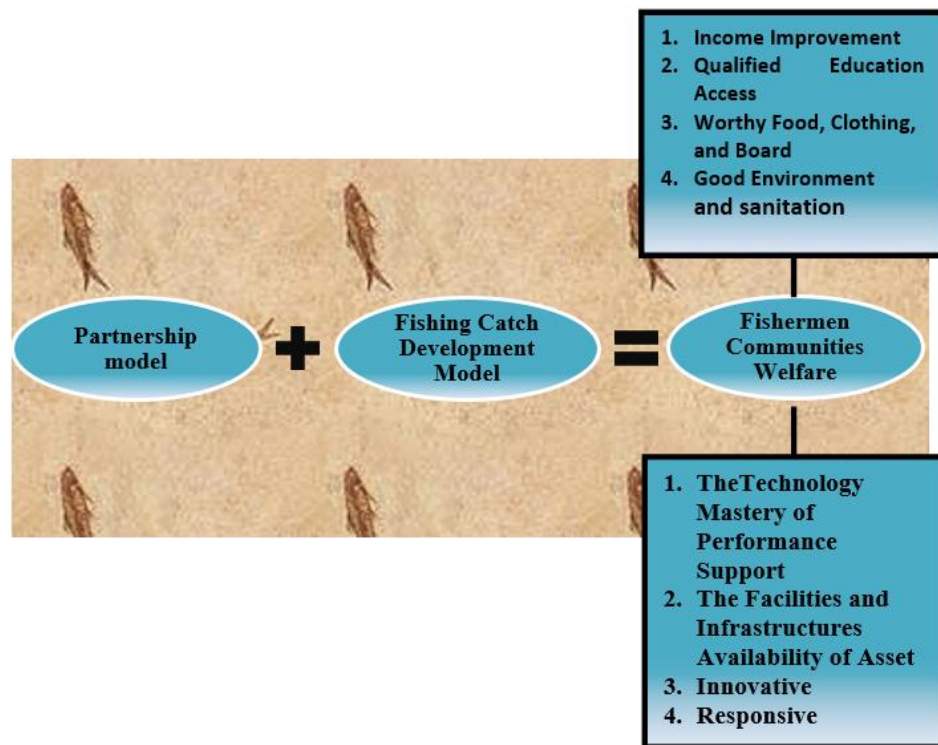 1. Income Improvement
2. Qualified Education
Access
3. Worthy Food, Clothing,
and Board
4. Good Environment
and sanitation
Partnership
model
+
Fishing Catch
Development
Model
=
Fishermen
Communities
Welfare
1. TheTechnology
Mastery of
Performance
Support
2. The Facilities and
Infrastructures
Availability of Asset
3. Innovative
4. Responsive